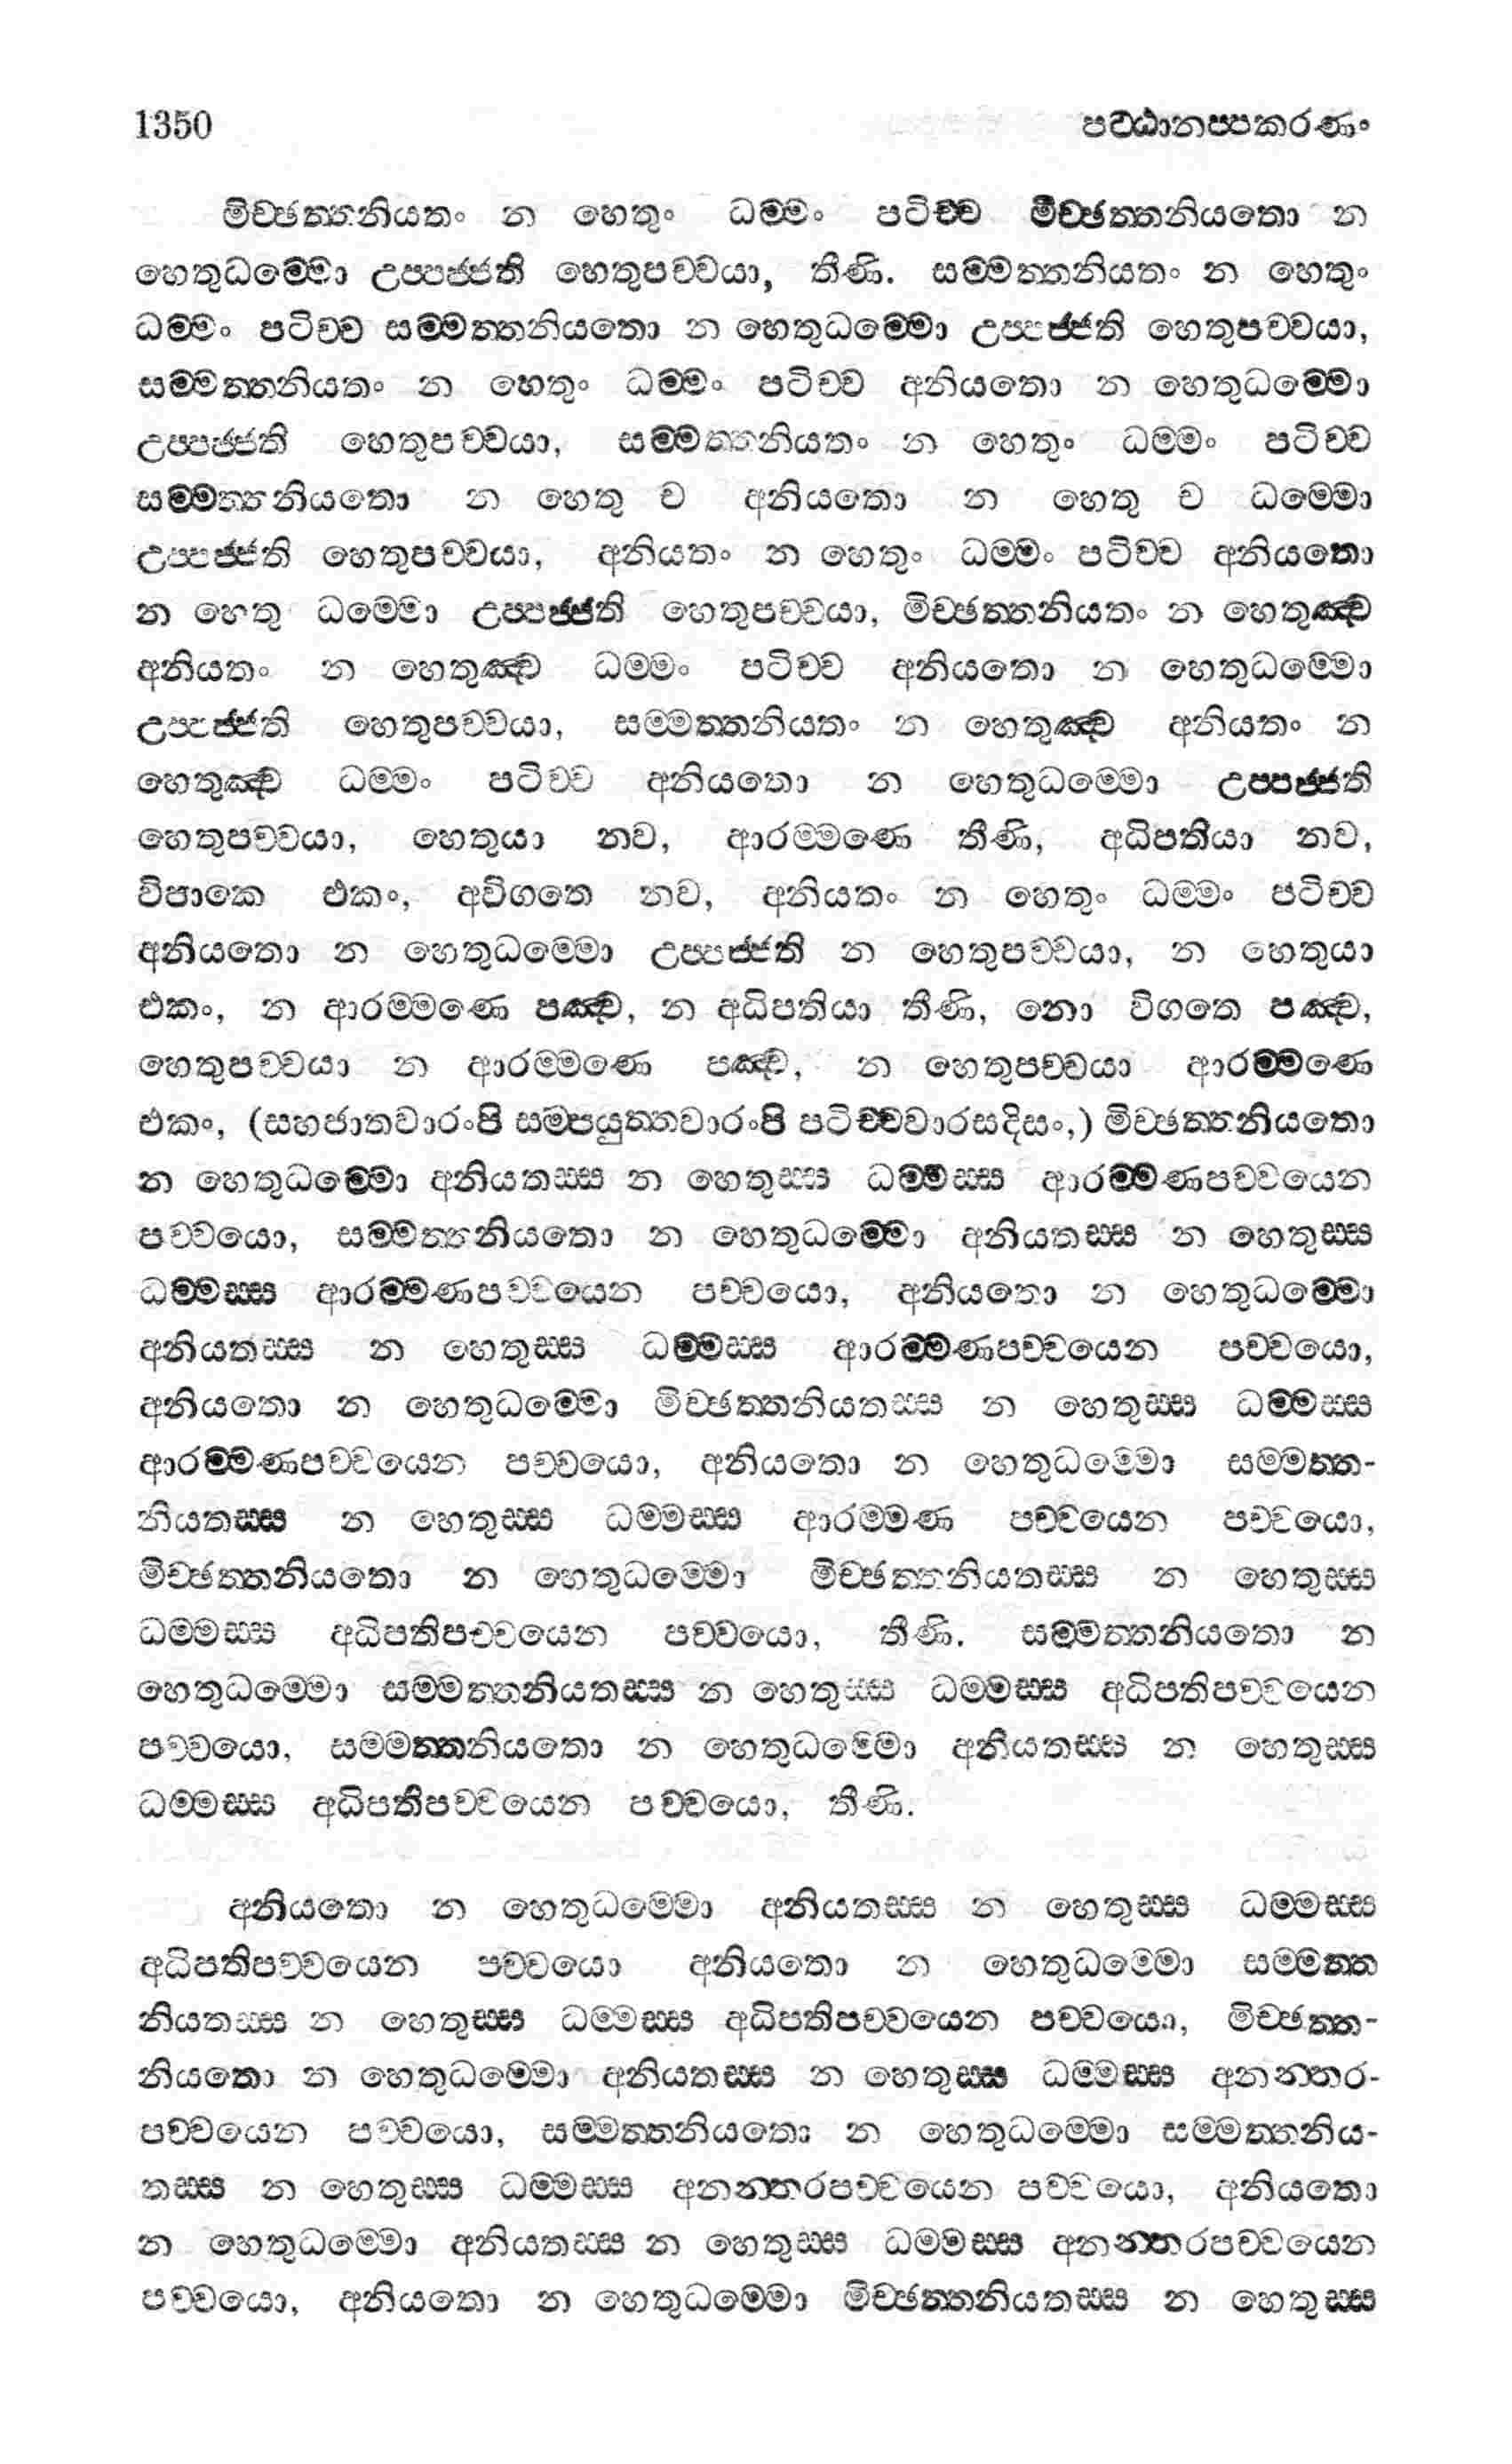 1350 පට්ඨානප්පකරණං
මිච්ඡත්තනියතං න හෙතුං ධම්මං පටිච්ච මිච්ඡත්තනියතො න
හෙතුධම්මො උප්පජ්ජති හෙතුපච්චයා, තීණි. සම්මත්තනියතං න හෙතුං
ධම්මං පටිච්ච සම්මත්තනියතො න හෙතුධම්මො උප්පජ්ජති හෙතුපච්චයා,
සම්මත්තනියතං න හෙතුං ධම්මං පටිච්ච අනියතො න හෙතුධම්මො
උප්පජ්ජති හෙතුපච්චයා, සම්මත්තනියතං න හෙතුං ධම්මං පටිච්ච
සම්මත්තනියතො න හෙතු ච අනියතො න හෙතු ච ධම්මො
උප්පජ්ජති හෙතුපච්චයා, අනියතං න හෙතුං ධම්මං පටිච්ච අනියතො
න හෙතු ධම්මො උප්පජ්ජති හෙතුපච්චයා, මිච්ඡත්තනියතං න හෙතුඤ්ච
අනියතං න හෙතුඤ්ච ධම්මං පටිච්ච අනියතො න හෙතුධම්මො
උප්පජ්ජති හෙතුපච්චයා, සම්මත්තනියතං න හෙතුඤ්ච අනියතං න
හෙතුඤ්ච ධම්මං පටිච්ච අනියතො න හෙතුධම්මො උප්පජ්ජති
හෙතුපච්චයා, හෙතුයා නව, ආරම්මණෙ තීණි, අධිපතියා නව,
විපාකෙ එකං, අවිගතෙ නව, අනියතං න හෙතුං ධම්මං පටිච්ච
අනියතො න හෙතුධම්මො උප්පජ්ජති න හෙතුපච්චයා, න හෙතුයා
එකං, න ආරම්මණෙ පඤ්ච, න අධිපතියා තීණි, නො විගතෙ පඤ්ච,
හෙතුපච්චයා න ආරම්මණෙ පඤ්ච, න හෙතුපච්චයා ආරම්මණෙ
එකං, (සහජාතවාරංපි සම්පයුත්තවාරංපි පටිච්චවාරසදිසං,) මිච්ඡත්තනියතො
න හෙතුධම්මො අනියතස්ස න හෙතුස්ස ධම්මස්ස ආරම්මණපච්චයෙන
පච්චයො, සම්මත්තනියතො න හෙතුධම්මො අනියතස්ස න හෙතුස්ස
ධම්මස්ස ආරම්මණපච්චයෙන පච්චයො, අනියතො න හෙතුධම්මො
අනියතස්ස න හෙතුස්ස ධම්මස්ස ආරම්මණපච්චයෙන පච්චයො,
අනියතො න හෙතුධම්මො මිච්ඡත්තනියතස්ස න හෙතුස්ස ධම්මස්ස
ආරම්මණපච්චයෙන පච්චයො, අනියතො න හෙතුධම්මො සම්මත්ත-
නියතස්ස න හෙතුස්ස ධම්මස්ස ආරම්මණ පච්චයෙන පච්චයො,
මිච්ඡත්තනියතො න හෙතුධම්මො මිච්ඡත්තනියතස්ස න හෙතුස්ස
ධම්මස්ස අධිපතිපච්චයෙන පච්චයො, තීණි. සම්මත්තනියතො න
හෙතුධම්මො සම්මත්තනියතස්ස න හෙතුස්ස ධම්මස්ස අධිපතිපච්චයෙන
පච්චයො, සම්මත්තනියතො න හෙතුධම්මො අනියතස්ස න හෙතුස්ස
ධම්මස්ස අධිපතිපච්චයෙන පච්චයො, තීණි.
අනියතො න හෙතුධම්මො අනියතස්ස න හෙතුස්ස ධම්මස්ස
අධිපතිපච්චයෙන පච්චයො අනියතො න හෙතුධම්මො සම්මත්ත
නියතස්ස න හෙතුස්ස ධම්මස්ස අධිපතිපච්චයෙන පච්චයො, මිච්ඡත්ත-
නියතො න හෙතුධම්මො අනියතස්ස න හෙතුස්ස ධම්මස්ස අනන්තර-
පච්චයෙන පච්චයො, සම්මත්තනියතො න හෙතුධම්මො සම්මත්තනිය-
තස්ස න හෙතුස්ස ධම්මස්ස අනන්තරපච්චයෙන පච්චයො, අනියතො
න හෙතුධම්මො අනියතස්ස න හෙතුස්ස ධම්මස්ස අනන්තරපච්චයෙන
පච්චයො, අනියතො න හෙතුධම්මො මිච්ඡත්තනියතස්ස න හෙතුස්ස